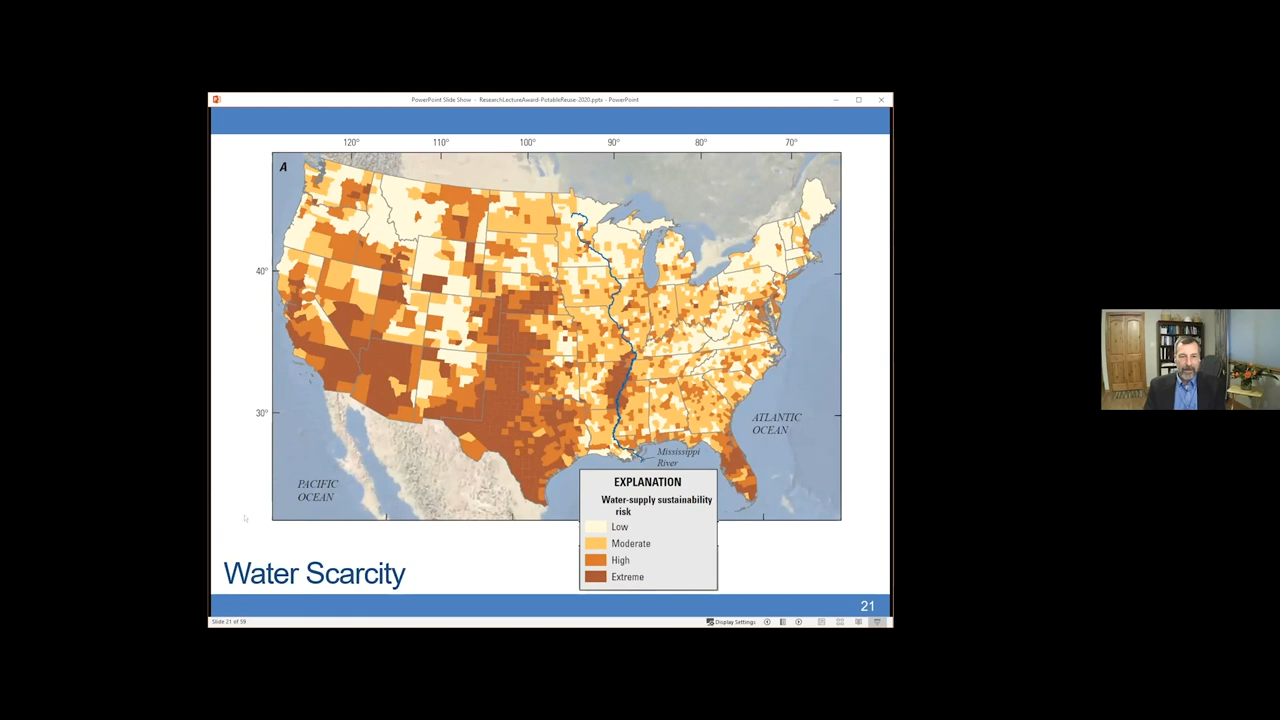 PowerPoint Slide Show - ResearchLectureAward-PotableReuse-2020.pptx - PowerPoint
120° 110° 100° 90° 80° 70°
A
40°
30°
ATLANTIC
OCEAN
Mississippi
River
PACIFIC
OCEAN
EXPLANATION
Water-supply sustainability
risk
Low
Moderate
High
Extreme
Water Scarcity
21
Slide 21 of 59
Display Settings